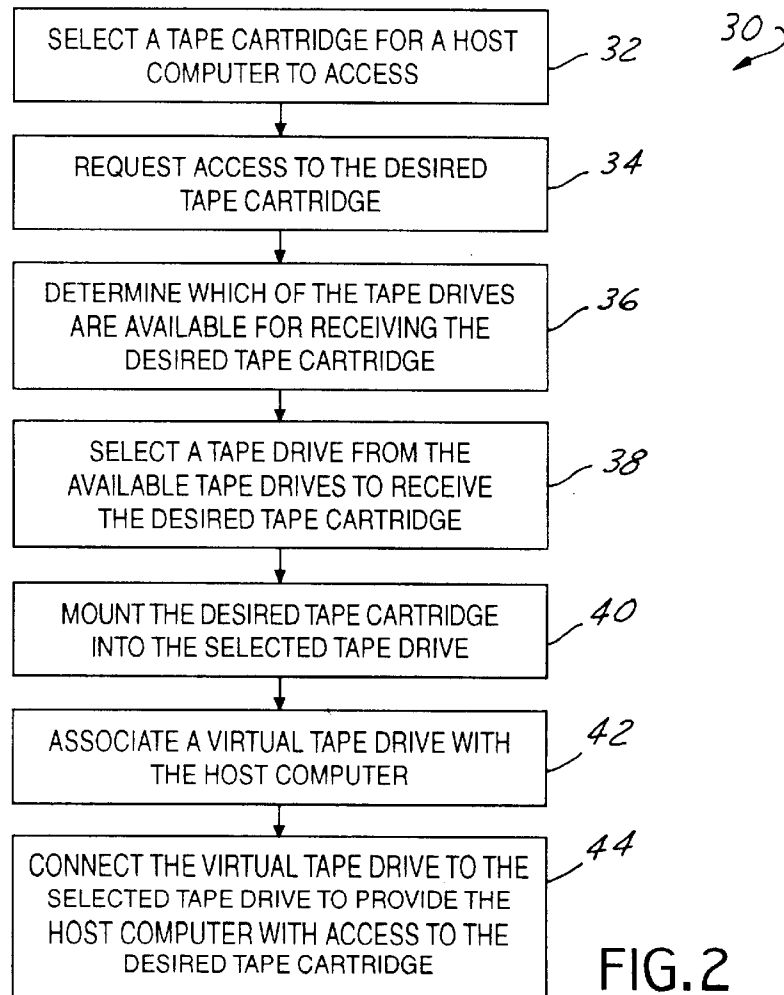 30
SELECT A TAPE CARTRIDGE FOR A HOST
COMPUTER TO ACCESS
32
REQUEST ACCESS TO THE DESIRED
TAPE CARTRIDGE
34
DETERMINE WHICH OF THE TAPE DRIVES
ARE AVAILABLE FOR RECEIVING THE
DESIRED TAPE CARTRIDGE
36
SELECT A TAPE DRIVE FROM THE
AVAILABLE TAPE DRIVES TO RECEIVE
THE DESIRED TAPE CARTRIDGE
38
MOUNT THE DESIRED TAPE CARTRIDGE
INTO THE SELECTED TAPE DRIVE
40
ASSOCIATE A VIRTUAL TAPE DRIVE WITH
THE HOST COMPUTER
42
CONNECT THE VIRTUAL TAPE DRIVE TO THE
SELECTED TAPE DRIVE TO PROVIDE THE
HOST COMPUTER WITH ACCESS TO THE
DESIRED TAPE CARTRIDGE
44
FIG.2